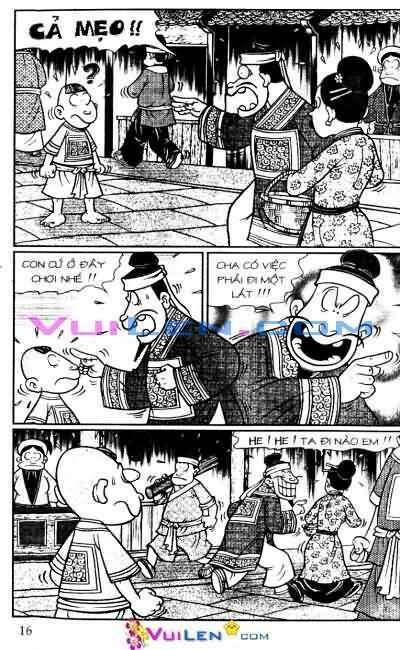 CẢ MẸO !!
?
CON CỨ Ở ĐÂY
CHƠI NHÉ !!
CHA CÓ VIỆC
PHẢI ĐI MỘT
LÁT !!!
VUILEN.COM
HE ! HE ! TA ĐI NÀO EM !!
16
VUILEN.COM